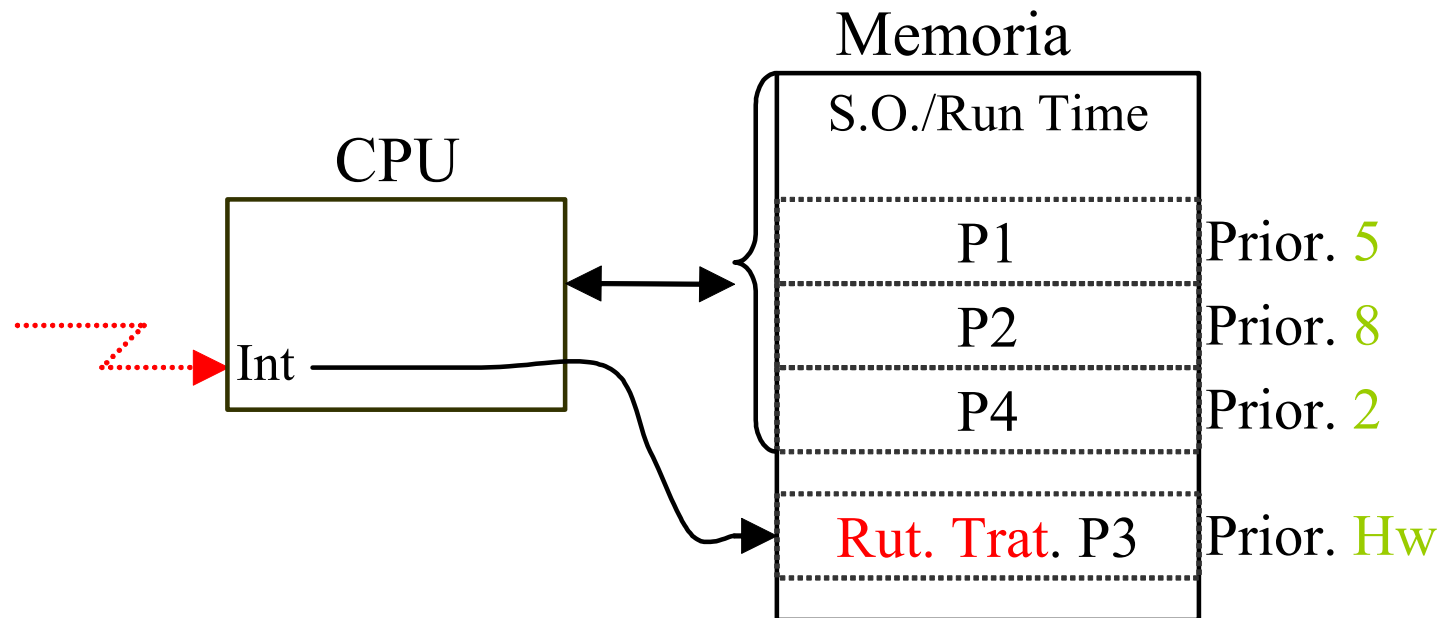 Memoria
S.O./Run Time
CPU
P1 Prior. 5
P2 Prior. 8
Int
P4 Prior. 2
Rut. Trat. P3 Prior. Hw